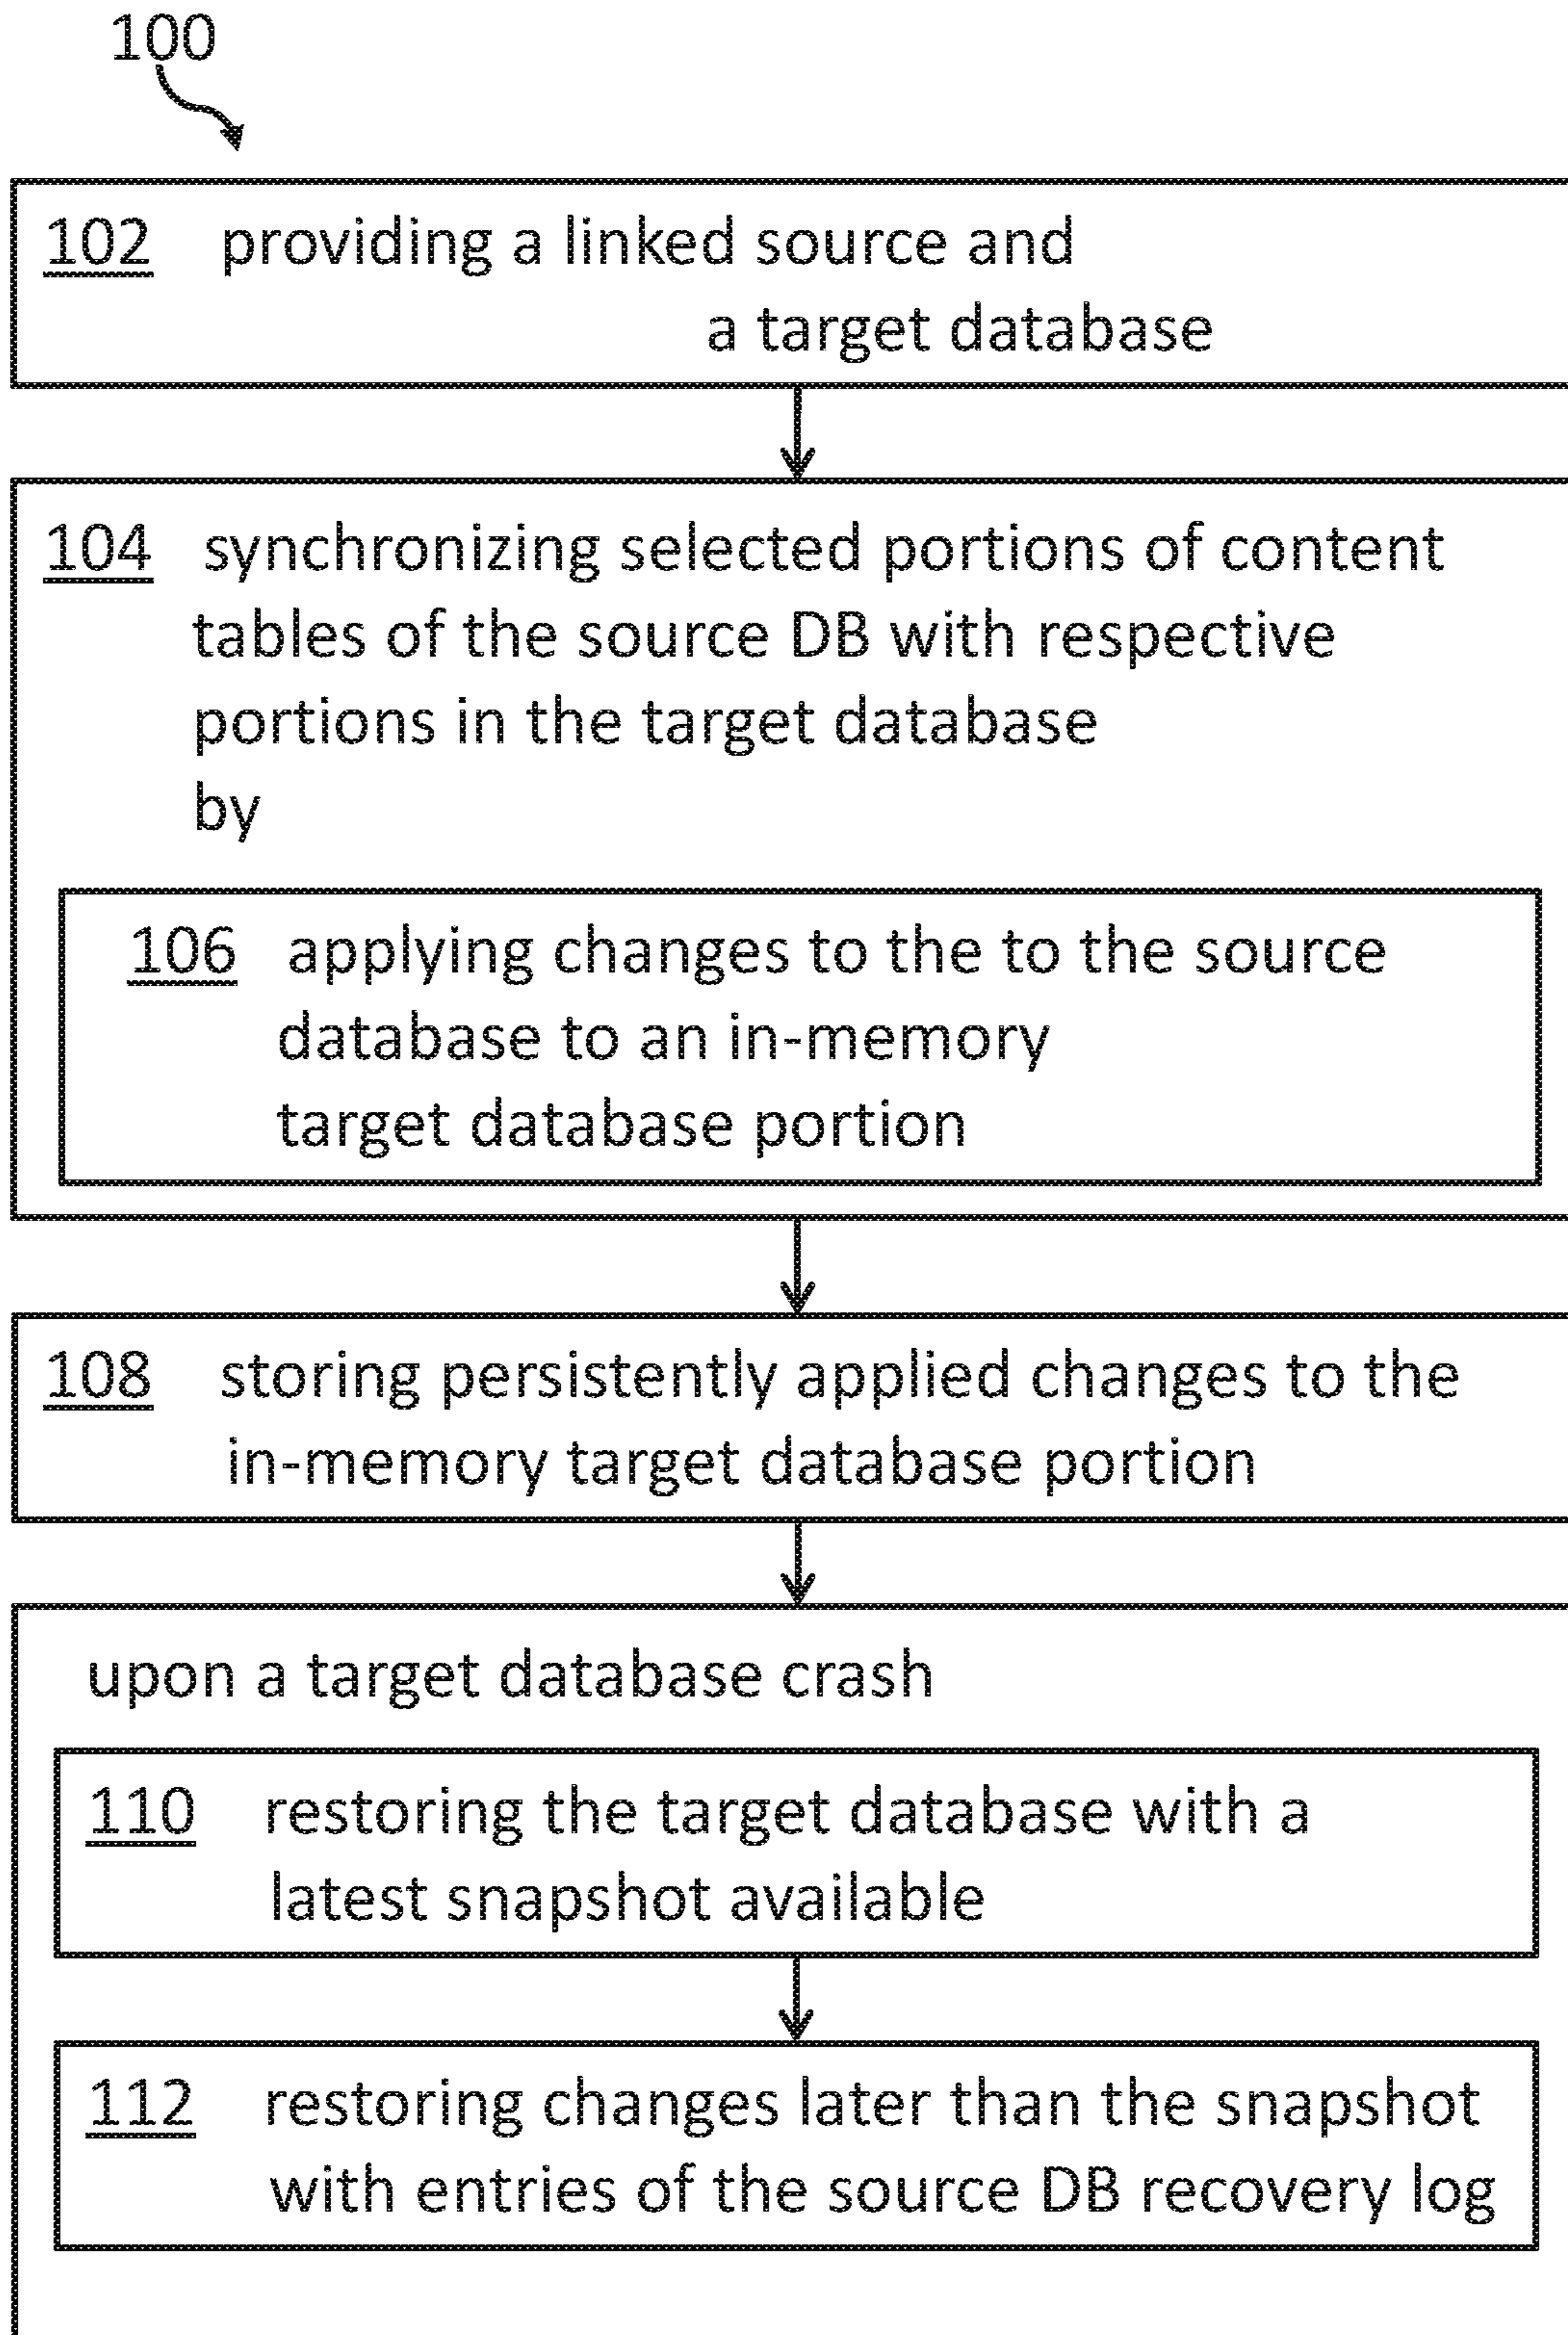 100
102 providing a linked source and
a target database
104 synchronizing selected portions of content
tables of the source DB with respective
portions in the target database
by
106 applying changes to the to the source
database to an in-memory
target database portion
108 storing persistently applied changes to the
in-memory target database portion
upon a target database crash
110 restoring the target database with a
latest snapshot available
112 restoring changes later than the snapshot
with entries of the source DB recovery log